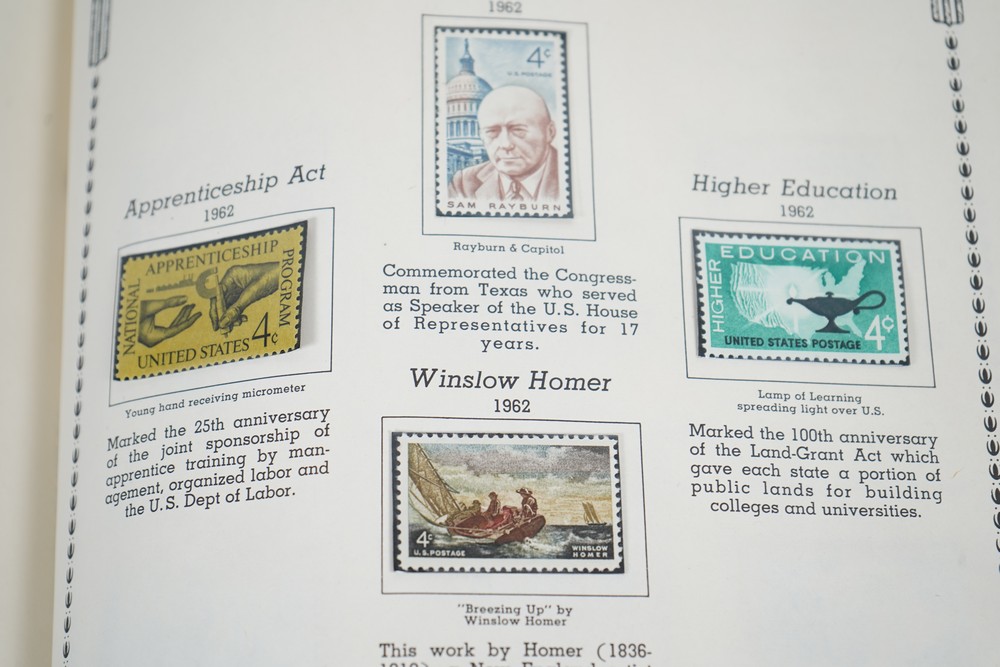 1962
4¢
U.S. POSTAGE
SAM RAYBURN
Rayburn & Capitol
Commemorated the Congress-
man from Texas who served
as Speaker of the U.S. House
of Representatives for 17
years.
Apprenticeship Act
1962
NATIONAL
APPRENTICESHIP
PROGRAM
4¢
UNITED STATES
Young hand receiving micrometer
Marked the 25th anniversary
of the joint sponsorship of
apprentice training by man-
agement, organized labor and
the U.S. Dept of Labor.
Higher Education
1962
HIGHER
EDUCATION
4¢
UNITED STATES POSTAGE
Lamp of Learning
spreading light over U.S.
Marked the 100th anniversary
of the Land-Grant Act which
gave each state a portion of
public lands for building
colleges and universities.
Winslow Homer
1962
4¢
U.S. POSTAGE
WINSLOW
HOMER
"Breezing Up" by
Winslow Homer
This work by Homer (1836-